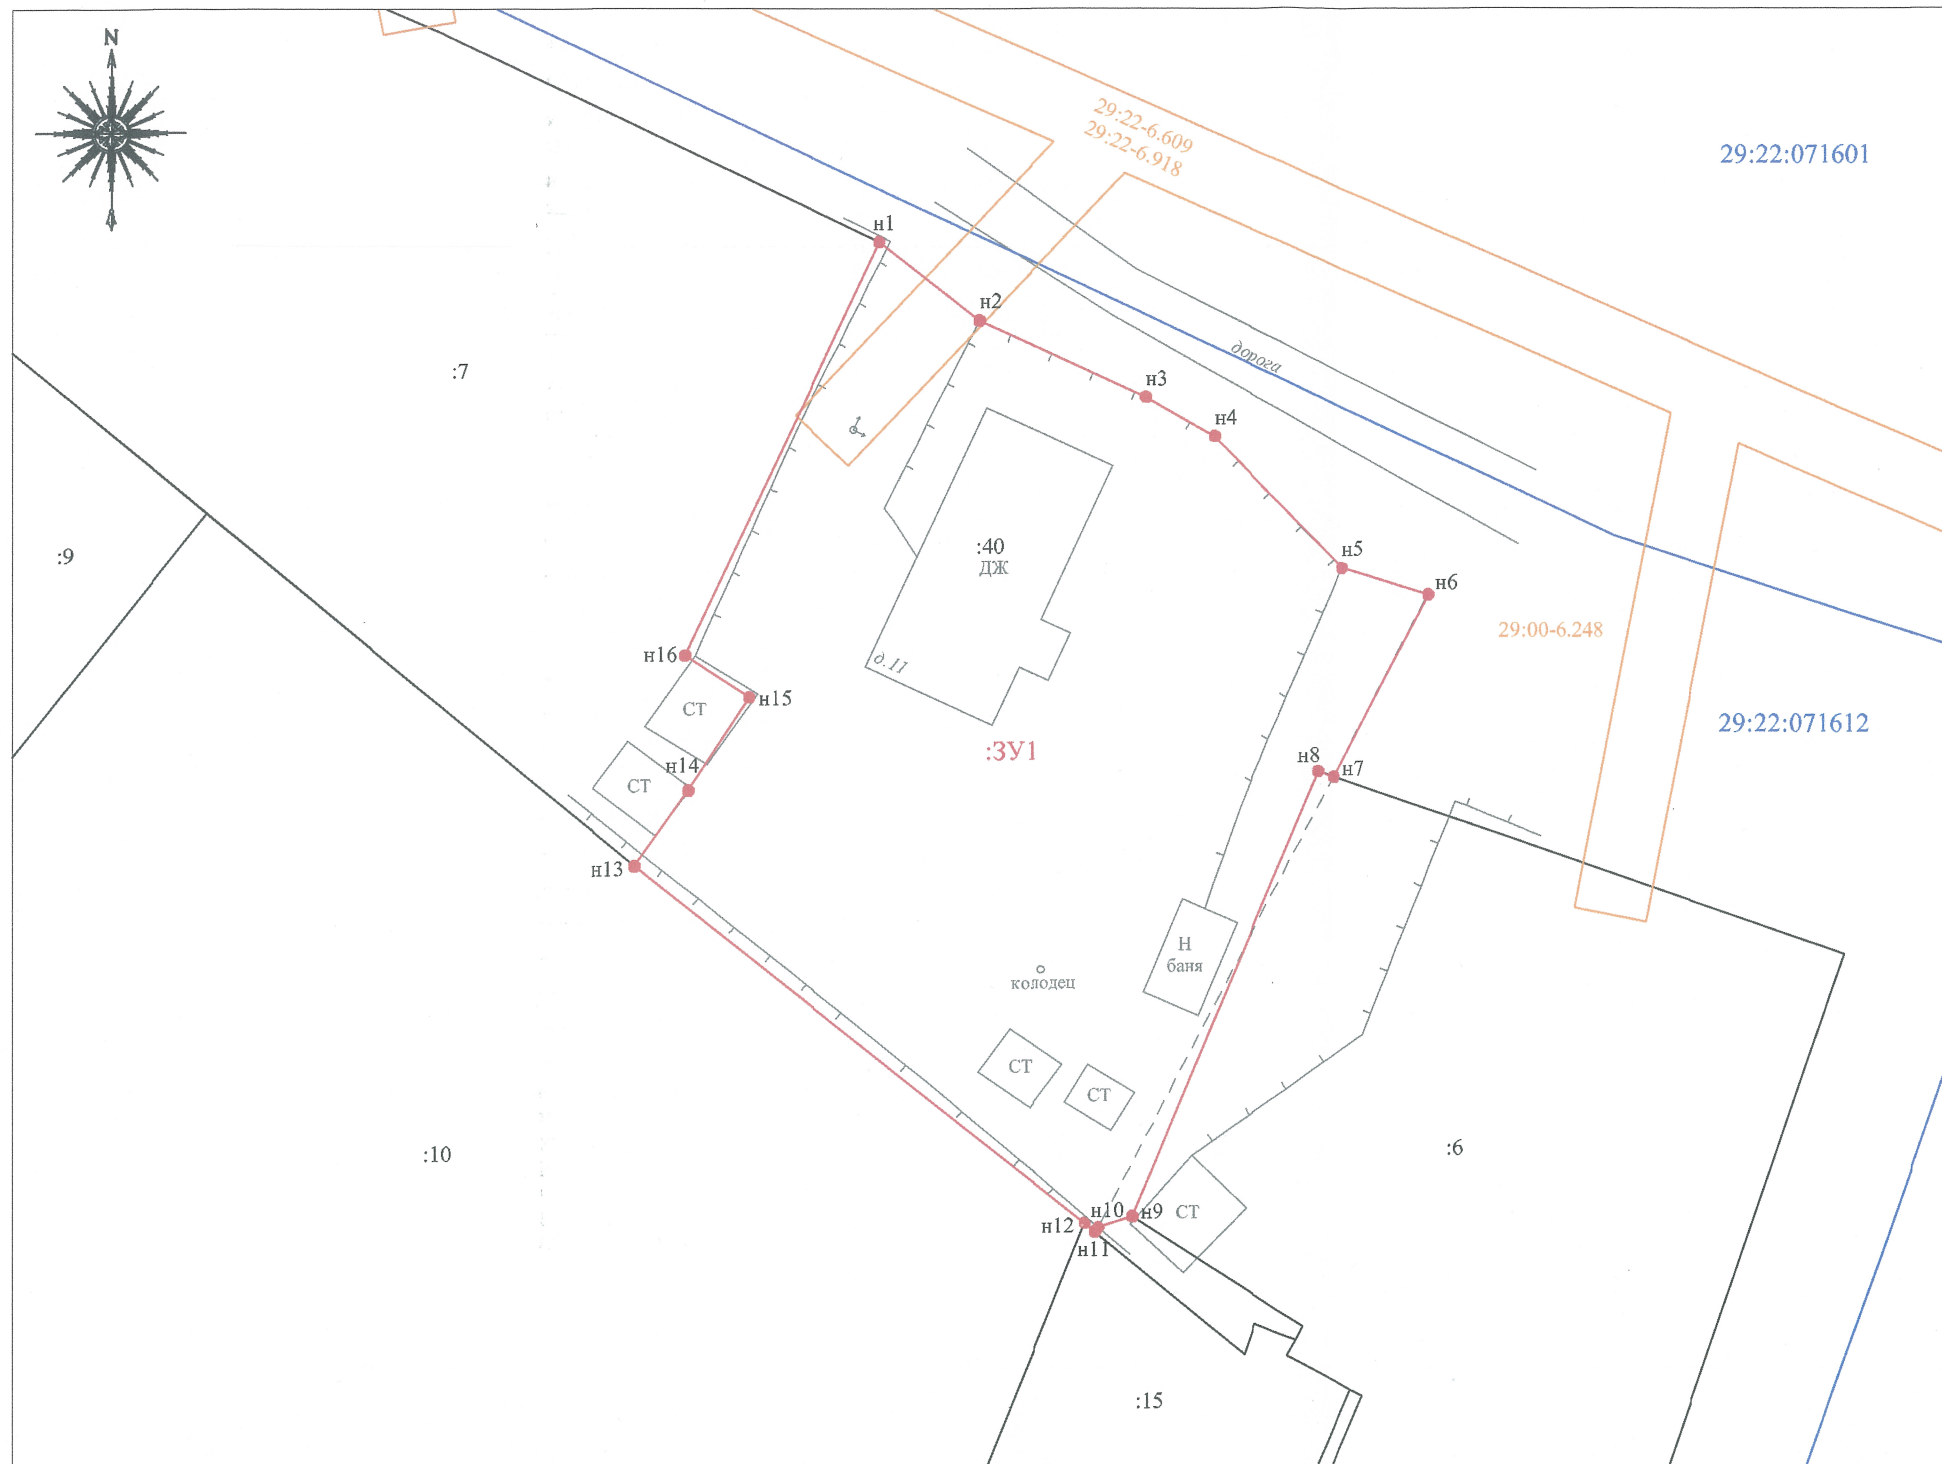 N
29:22-6.609
29:22-6.918
29:22:071601
н1
н2
дорога
:7
н3
н4
:9
:40
ДЖ
н5
н6
29:00-6.248
н16
д.11
н15
СТ
29:22:071612
:ЗУ1
н8
н7
н14
СТ
н13
Н
баня
колодец
СТ
СТ
:10
:6
н10
н9
СТ
н12
н11
:15